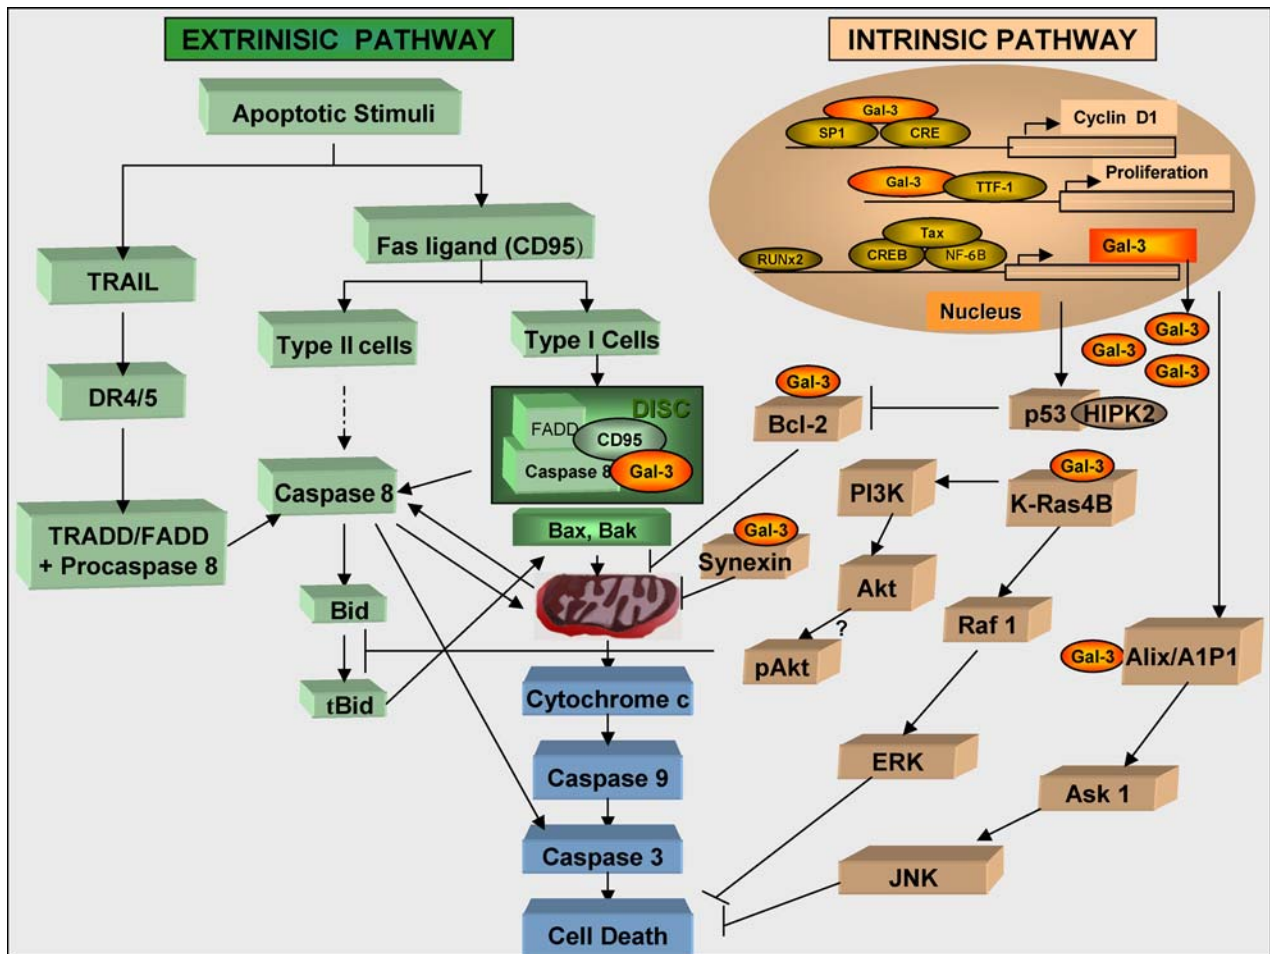 EXTRINISIC PATHWAY
INTRINSIC PATHWAY
Apoptotic Stimuli
Fas ligand (CD95)
TRAIL
Type II cells
Type I Cells
DR4/5
DISC
FADD
CD95
Caspase 8
Gal-3
Caspase 8
TRADD/FADD
+ Procaspase 8
Bax, Bak
Bid
tBid
Cytochrome c
Caspase 9
Caspase 3
Cell Death
Gal-3
SP1
CRE
Cyclin D1
Gal-3
TTF-1
Proliferation
Tax
RUNx2
CREB
NF-6B
Gal-3
Nucleus
Gal-3
Gal-3
Gal-3
Gal-3
Bcl-2
p53
HIPK2
Gal-3
K-Ras4B
PI3K
Gal-3
Synexin
Akt
?
pAkt
Raf 1
Gal-3
Alix/A1P1
ERK
Ask 1
JNK